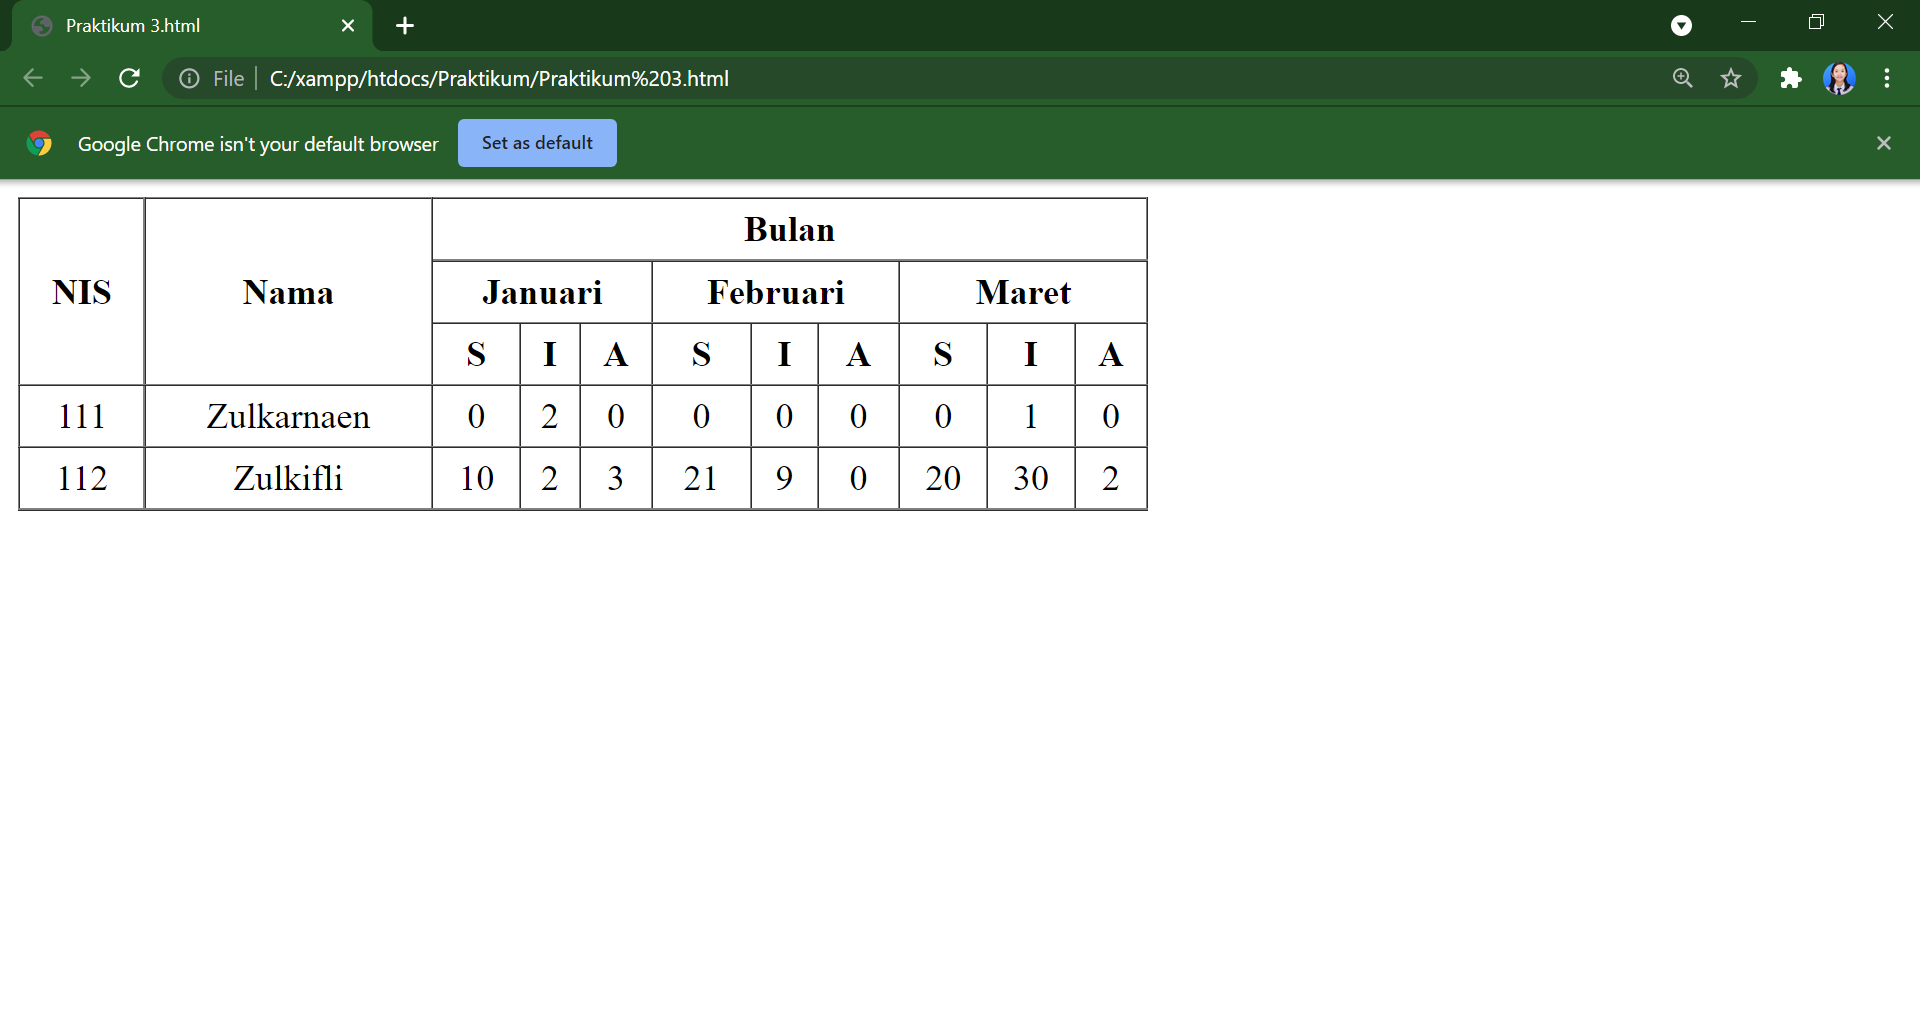 Praktikum 3.html
File C:/xampp/htdocs/Praktikum/Praktikum%203.html
Google Chrome isn't your default browser Set as default
NIS Nama Bulan
Januari Februari Maret
S I A S I A S I A
111 Zulkarnaen 0 2 0 0 0 0 0 1 0
112 Zulkifli 10 2 3 21 9 0 20 30 2